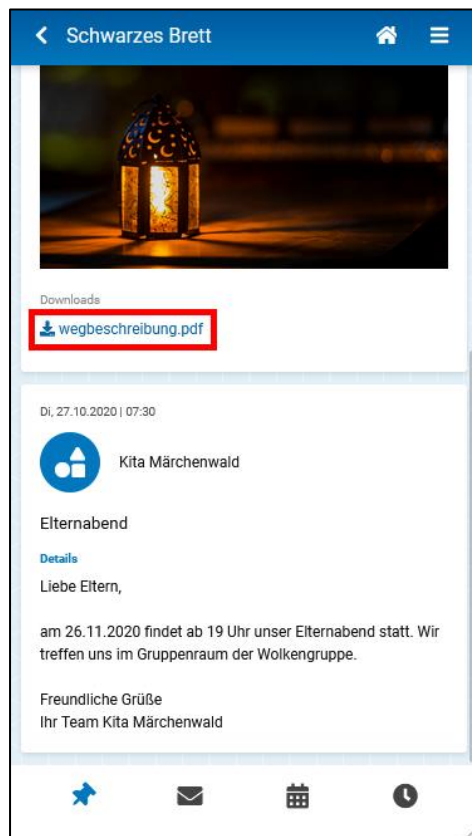 Schwarzes Brett
Downloads
wegbeschreibung.pdf
Di, 27.10.2020 | 07:30
Kita Märchenwald
Elternabend
Details
Liebe Eltern,
am 26.11.2020 findet ab 19 Uhr unser Elternabend statt. Wir
treffen uns im Gruppenraum der Wolkengruppe.
Freundliche Grüße
Ihr Team Kita Märchenwald